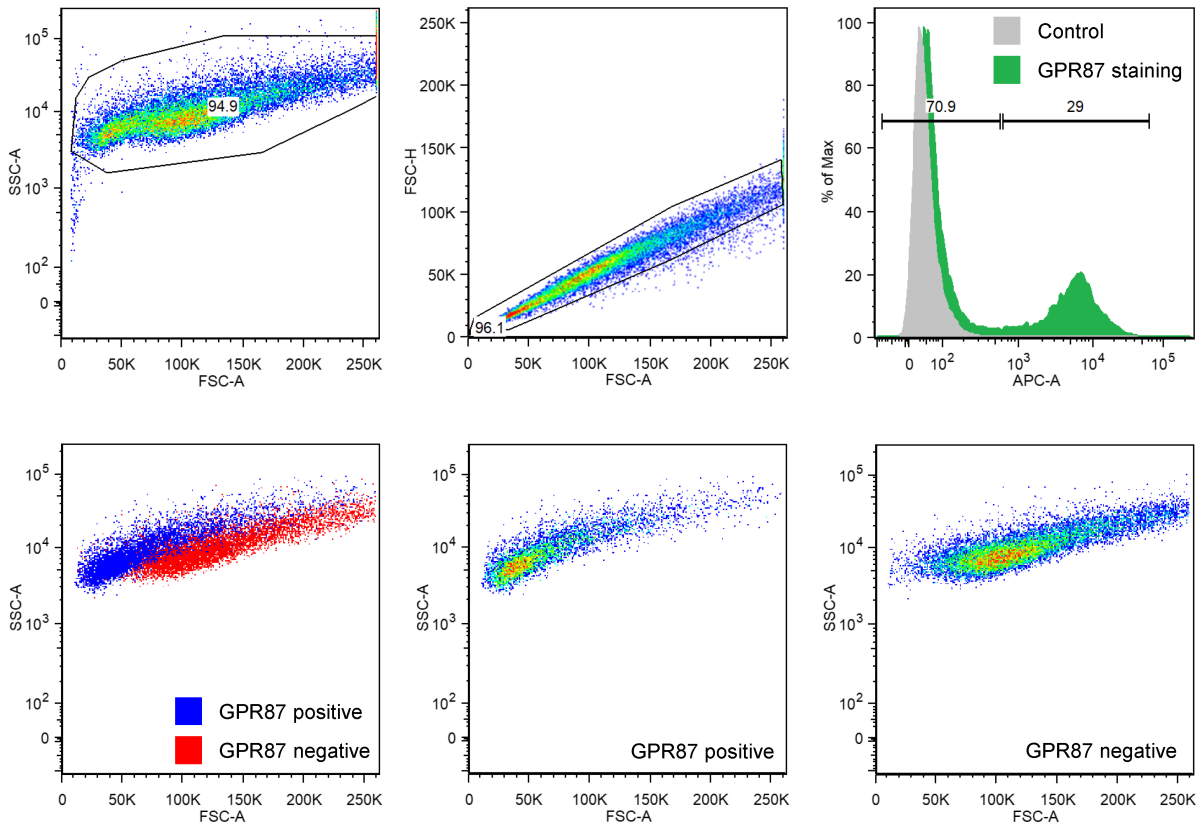 10⁵
10⁴
10³
10²
0
SSC-A
94.9
0 50K 100K 150K 200K 250K
FSC-A
250K
200K
150K
100K
50K
0
FSC-H
96.1
0 50K 100K 150K 200K 250K
FSC-A
100
80
60
40
20
0
% of Max
Control
GPR87 staining
70.9 29
0 10² 10³ 10⁴ 10⁵
APC-A
10⁵
10⁴
10³
10²
0
SSC-A
GPR87 positive
GPR87 negative
0 50K 100K 150K 200K 250K
FSC-A
10⁵
10⁴
10³
10²
0
SSC-A
GPR87 positive
0 50K 100K 150K 200K 250K
FSC-A
10⁵
10⁴
10³
10²
0
SSC-A
GPR87 negative
0 50K 100K 150K 200K 250K
FSC-A